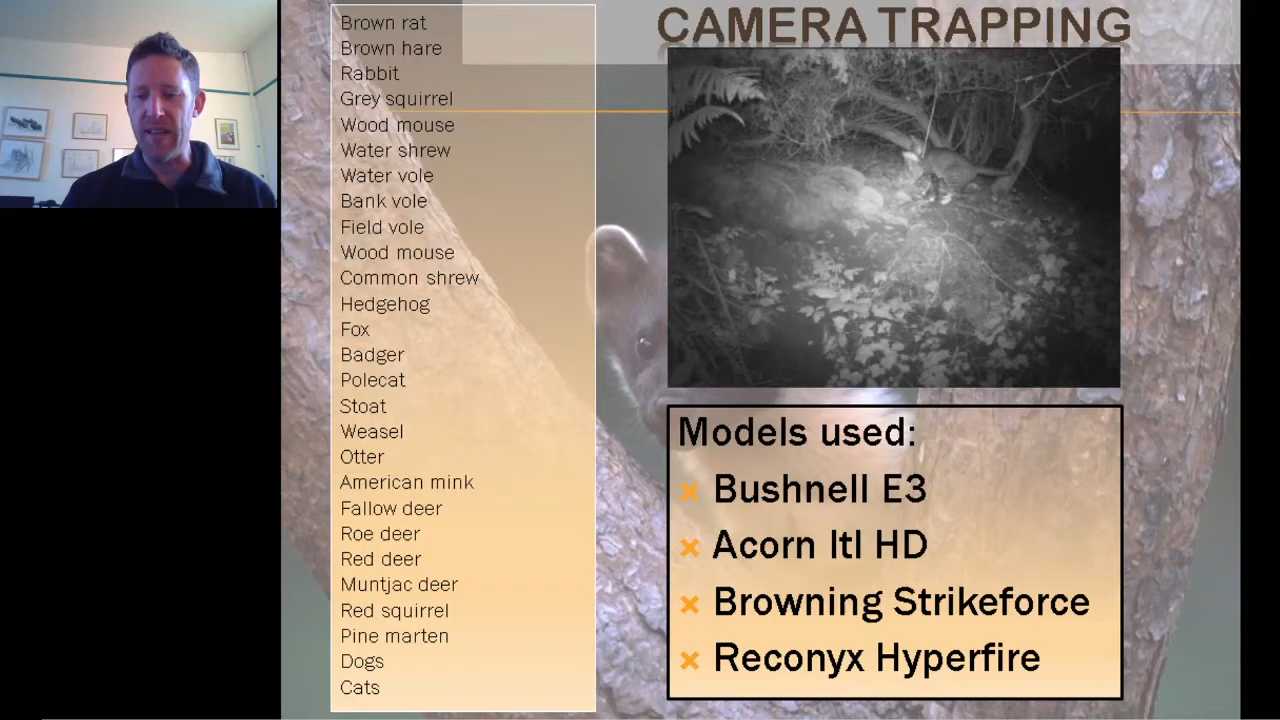 CAMERA TRAPPING
Brown rat
Brown hare
Rabbit
Grey squirrel
Wood mouse
Water shrew
Water vole
Bank vole
Field vole
Wood mouse
Common shrew
Hedgehog
Fox
Badger
Polecat
Stoat
Weasel
Otter
American mink
Fallow deer
Roe deer
Red deer
Muntjac deer
Red squirrel
Pine marten
Dogs
Cats
Models used:
Bushnell E3
Acorn ltl HD
Browning Strikeforce
Reconyx Hyperfire